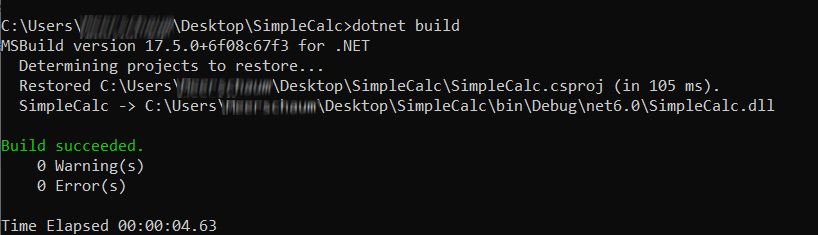 C:\Users\ \Desktop\SimpleCalc>dotnet build
MSBuild version 17.5.0+6f08c67f3 for .NET
Determining projects to restore...
Restored C:\Users\ \Desktop\SimpleCalc\SimpleCalc.csproj (in 105 ms).
SimpleCalc -> C:\Users\ \Desktop\SimpleCalc\bin\Debug\net6.0\SimpleCalc.dll
Build succeeded.
0 Warning(s)
0 Error(s)
Time Elapsed 00:00:04.63